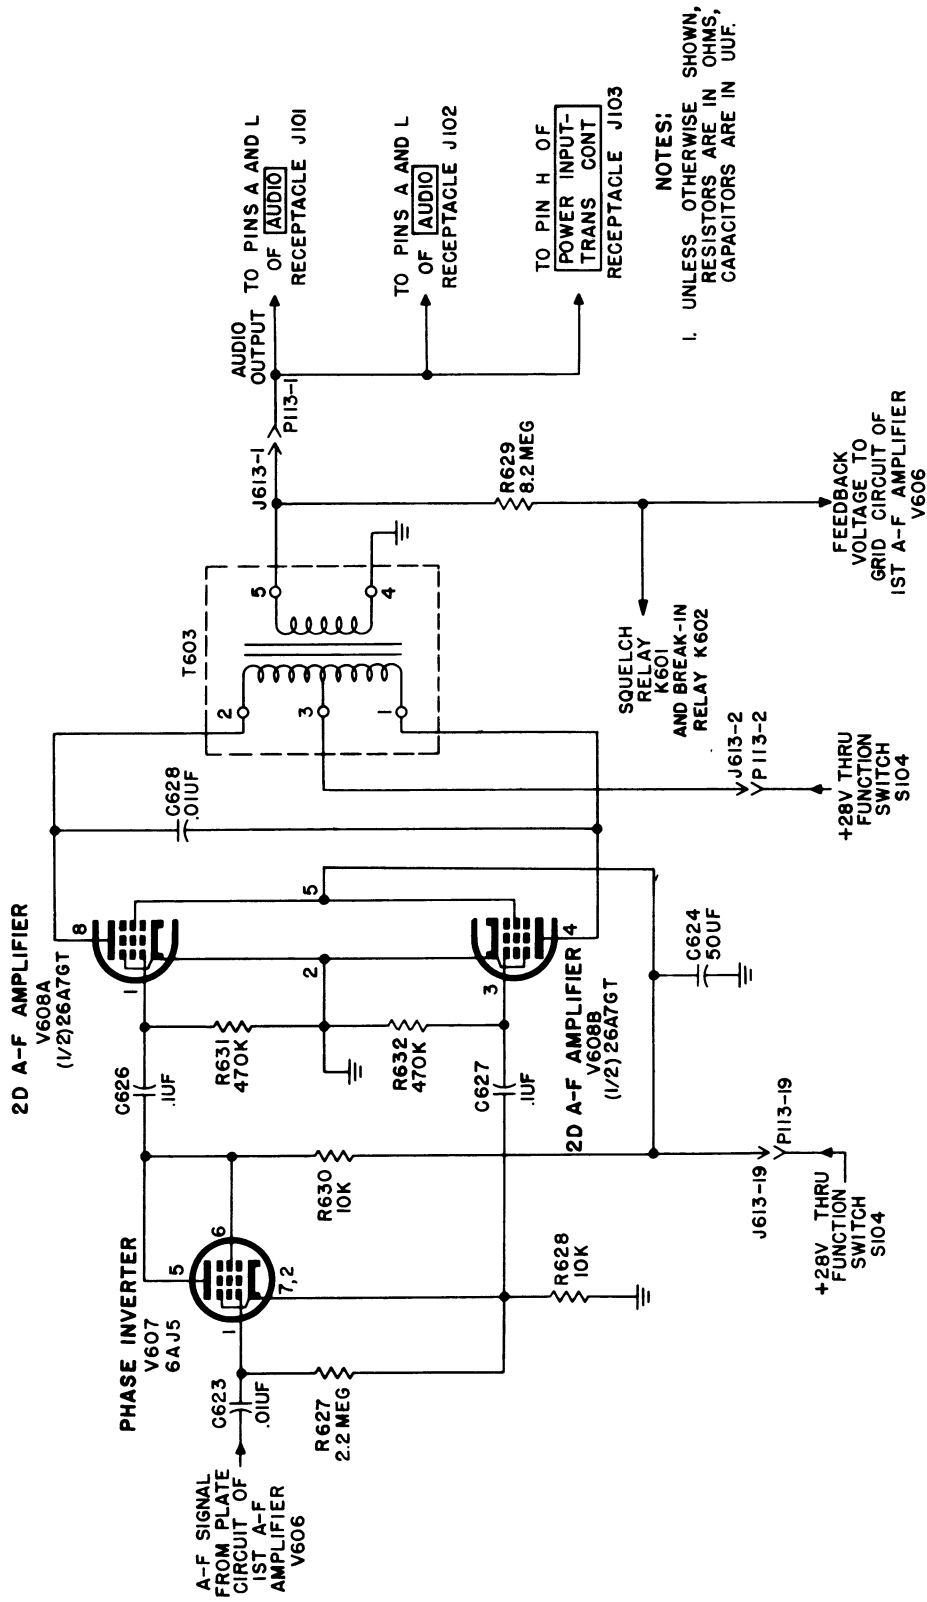 A-F SIGNAL
FROM PLATE
CIRCUIT OF
1ST A-F
AMPLIFIER
V606
C623
.01UF
R627
2.2 MEG
PHASE INVERTER
V607
6AJ5
1
5
6
7,2
R628
10K
R630
10K
+28V THRU
FUNCTION
SWITCH
S104
J613-19
P113-19
C626
.1UF
C627
.1UF
R631
470K
R632
470K
2D A-F AMPLIFIER
V608A
(1/2)26A7GT
1
8
2
5
3
4
2D A-F AMPLIFIER
V608B
(1/2)26A7GT
C624
50UF
C628
.01UF
T603
2
3
1
5
4
J613-2
P113-2
+28V THRU
FUNCTION
SWITCH
S104
SQUELCH
RELAY
K601
AND BREAK-IN
RELAY K602
R629
8.2 MEG
FEEDBACK
VOLTAGE TO
GRID CIRCUIT OF
1ST A-F AMPLIFIER
V606
J613-1
P113-1
AUDIO
OUTPUT
TO PINS A AND L
OF AUDIO
RECEPTACLE J101
TO PINS A AND L
OF AUDIO
RECEPTACLE J102
TO PIN H OF
POWER INPUT-
TRANS CONT
RECEPTACLE J103
NOTES:
1. UNLESS OTHERWISE SHOWN,
RESISTORS ARE IN OHMS,
CAPACITORS ARE IN UUF.